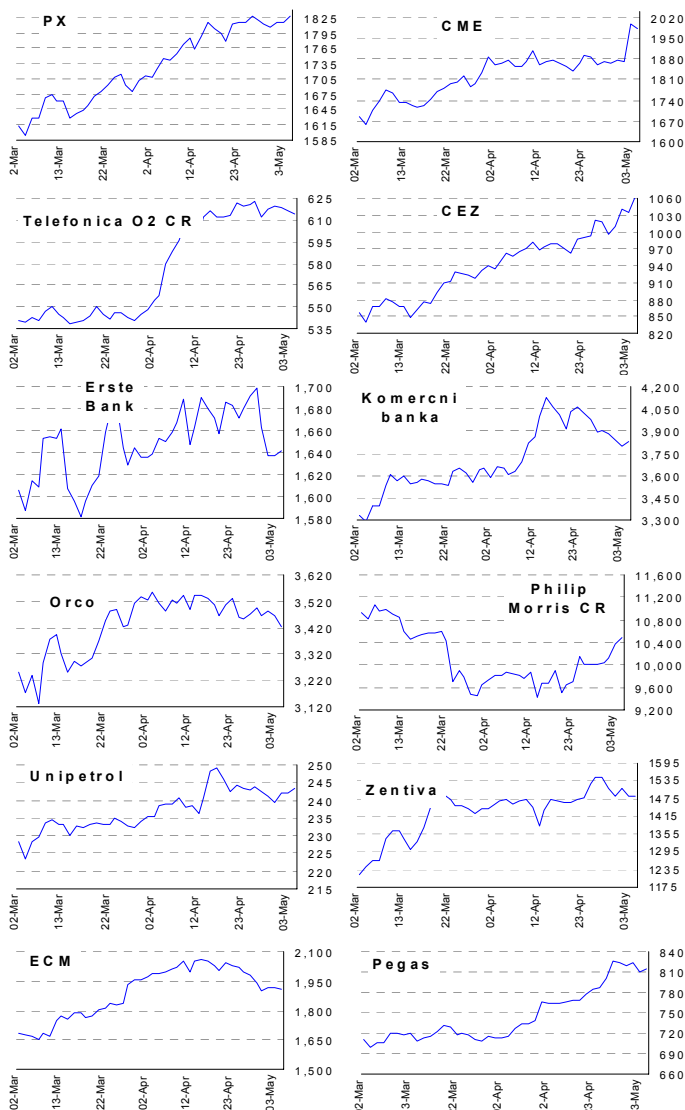 PX
1825
1795
1765
1735
1705
1675
1645
1615
1585
2-Mar
13-Mar
22-Mar
2-Apr
12-Apr
23-Apr
3-May
CME
2020
1950
1880
1810
1740
1670
1600
02-Mar
13-Mar
22-Mar
02-Apr
12-Apr
23-Apr
03-May
Telefonica O2 CR
625
610
595
580
565
550
535
02-Mar
13-Mar
22-Mar
02-Apr
12-Apr
23-Apr
03-May
CEZ
1060
1030
1000
970
940
910
880
850
820
02-Mar
13-Mar
22-Mar
02-Apr
12-Apr
23-Apr
03-May
Erste
Bank
1,700
1,680
1,660
1,640
1,620
1,600
1,580
02-Mar
13-Mar
22-Mar
02-Apr
12-Apr
23-Apr
03-May
Komercni
banka
4,200
4,050
3,900
3,750
3,600
3,450
3,300
02-Mar
13-Mar
22-Mar
02-Apr
12-Apr
23-Apr
03-May
Orco
3,620
3,520
3,420
3,320
3,220
3,120
02-Mar
13-Mar
22-Mar
02-Apr
12-Apr
23-Apr
03-May
Philip
Morris CR
11,600
11,200
10,800
10,400
10,000
9,600
9,200
02-Mar
13-Mar
22-Mar
02-Apr
12-Apr
23-Apr
03-May
Unipetrol
250
245
240
235
230
225
220
215
02-Mar
13-Mar
22-Mar
02-Apr
12-Apr
23-Apr
03-May
Zentiva
1595
1535
1475
1415
1355
1295
1235
1175
02-Mar
13-Mar
22-Mar
02-Apr
12-Apr
23-Apr
03-May
ECM
2,100
1,950
1,800
1,650
1,500
02-Mar
13-Mar
22-Mar
02-Apr
12-Apr
23-Apr
03-May
Pegas
840
810
780
750
720
690
660
2-Mar
3-Mar
2-Mar
2-Apr
2-Apr
3-Apr
3-May